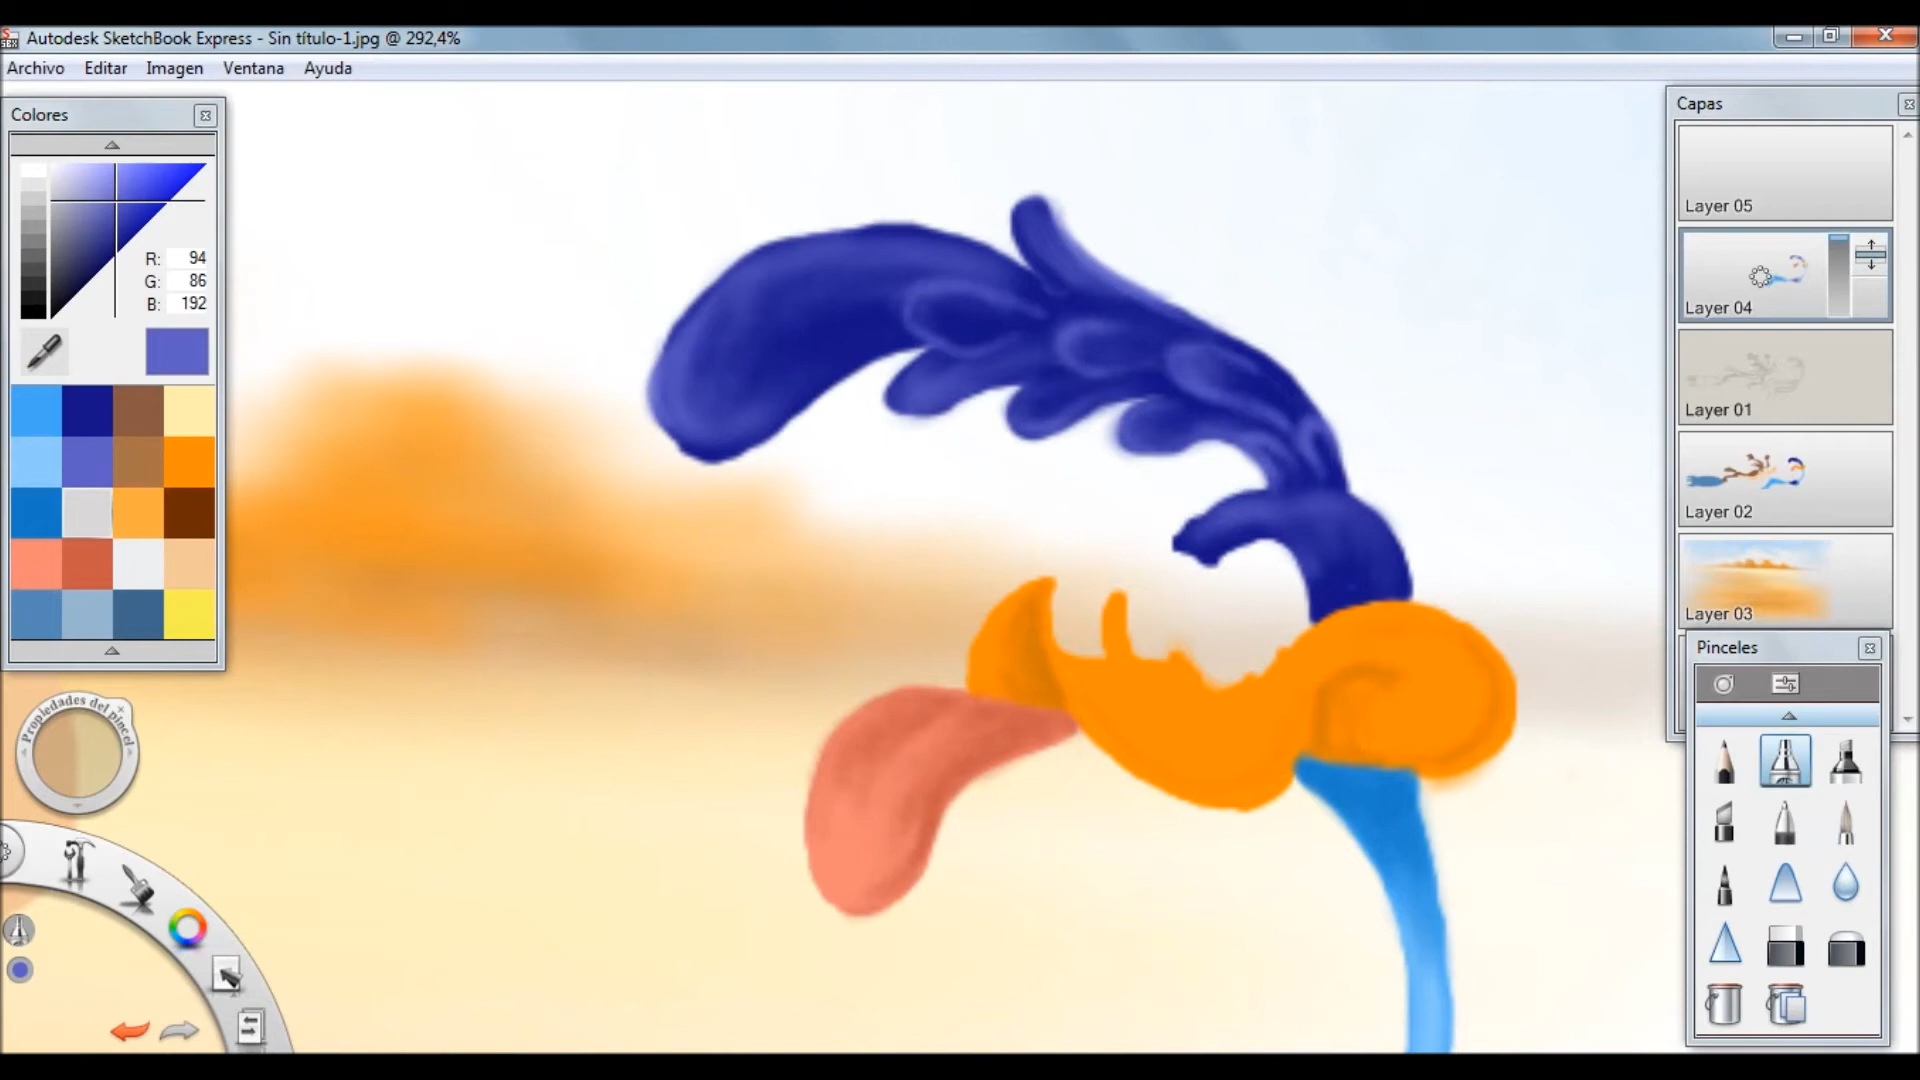 Autodesk SketchBook Express - Sin título-1.jpg @ 292,4%
Archivo Editar Imagen Ventana Ayuda
Colores
R: 94
G: 86
B: 192
Propiedades del pincel
Capas
Layer 05
Layer 04
Layer 01
Layer 02
Layer 03
Pinceles